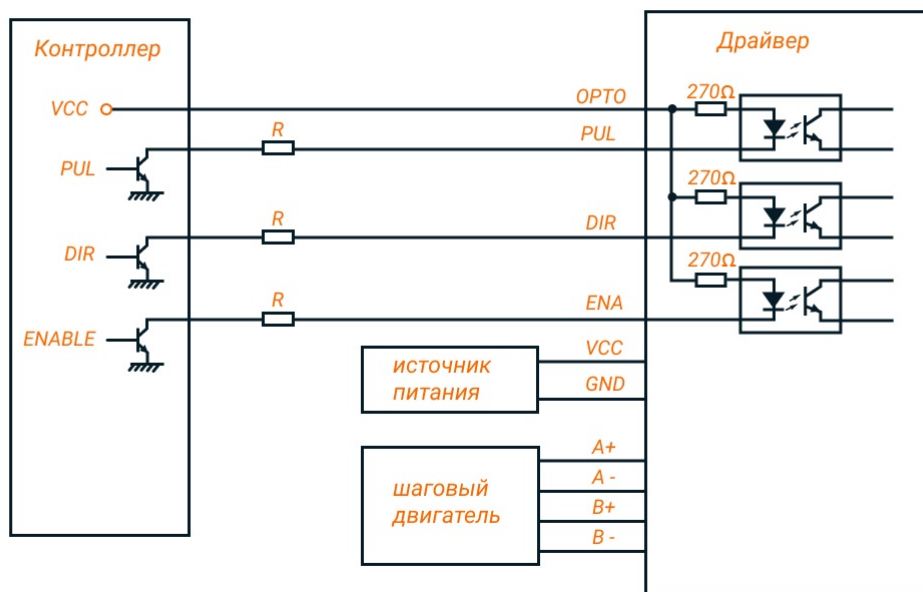 Контроллер
Драйвер
VCC
OPTO
270Ω
R
PUL
PUL
270Ω
R
DIR
DIR
270Ω
R
ENA
ENABLE
источник
питания
VCC
GND
шаговый
двигатель
A+
A -
B+
B -